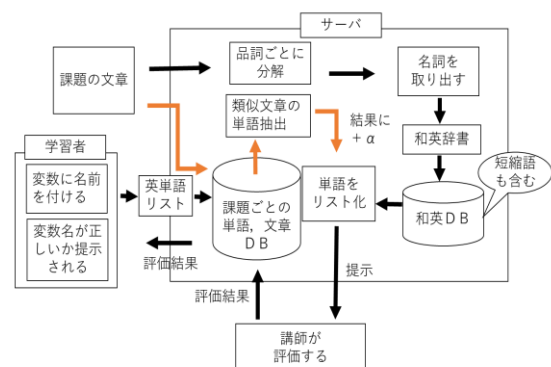 サーバ
課題の文章
品詞ごとに
分解
名詞を
取り出す
類似文章の
単語抽出
結果に
+ α
和英辞書
短縮語
も含む
学習者
変数に名前
を付ける
変数名が正
しいか提示
される
英単語
リスト
課題ごとの
単語，文章
ＤＢ
単語を
リスト化
和英ＤＢ
評価結果
評価結果
提示
講師が
評価する